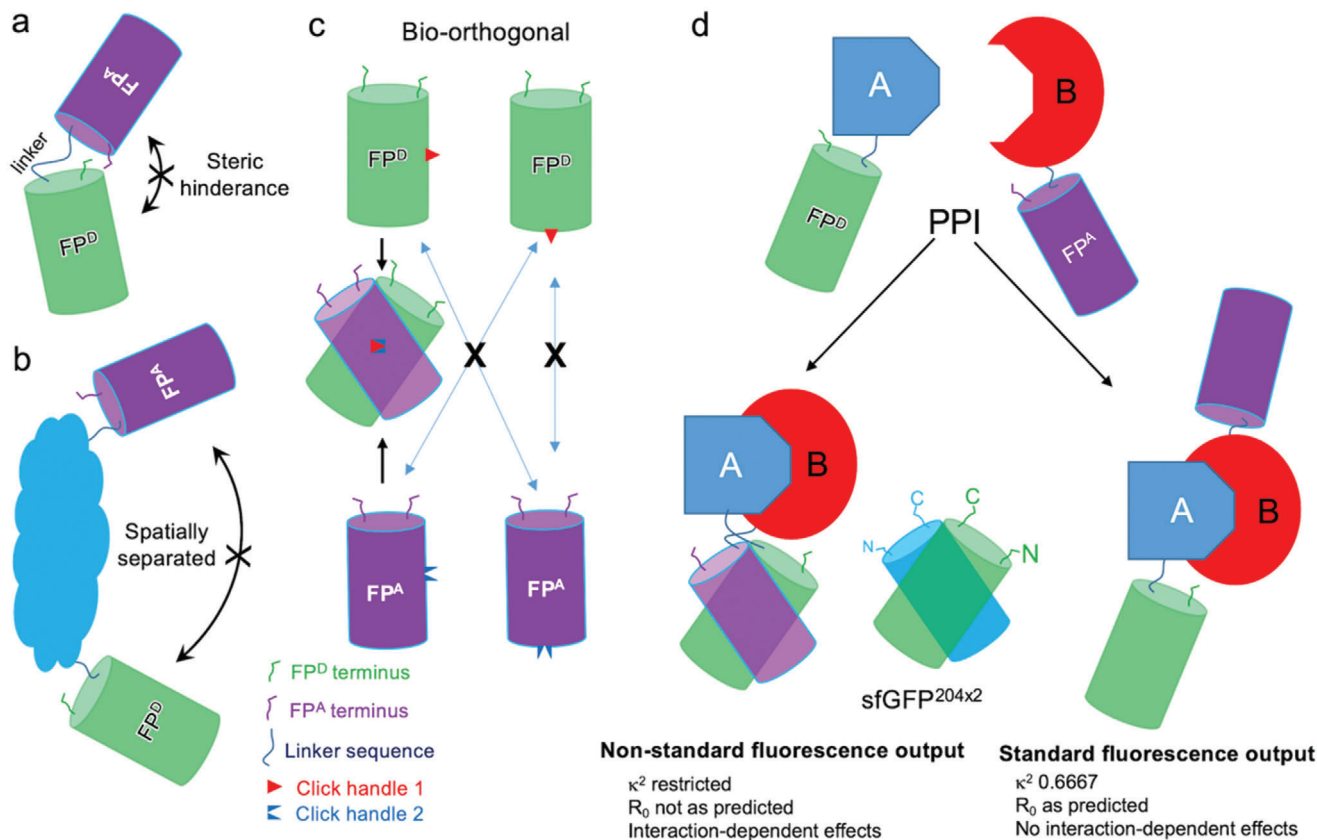 a
FPᴬ
linker
Steric
hinderance
FPᴰ
b
FPᴬ
Spatially
separated
FPᴰ
c
Bio-orthogonal
FPᴰ
FPᴰ
X
X
FPᴬ
FPᴬ
FPᴰ terminus
FPᴬ terminus
Linker sequence
Click handle 1
Click handle 2
d
A
B
FPᴰ
FPᴬ
PPI
A
B
C
C
N
N
sfGFP²⁰⁴ˣ²
A
B
Non-standard fluorescence output
κ² restricted
R₀ not as predicted
Interaction-dependent effects
Standard fluorescence output
κ² 0.6667
R₀ as predicted
No interaction-dependent effects